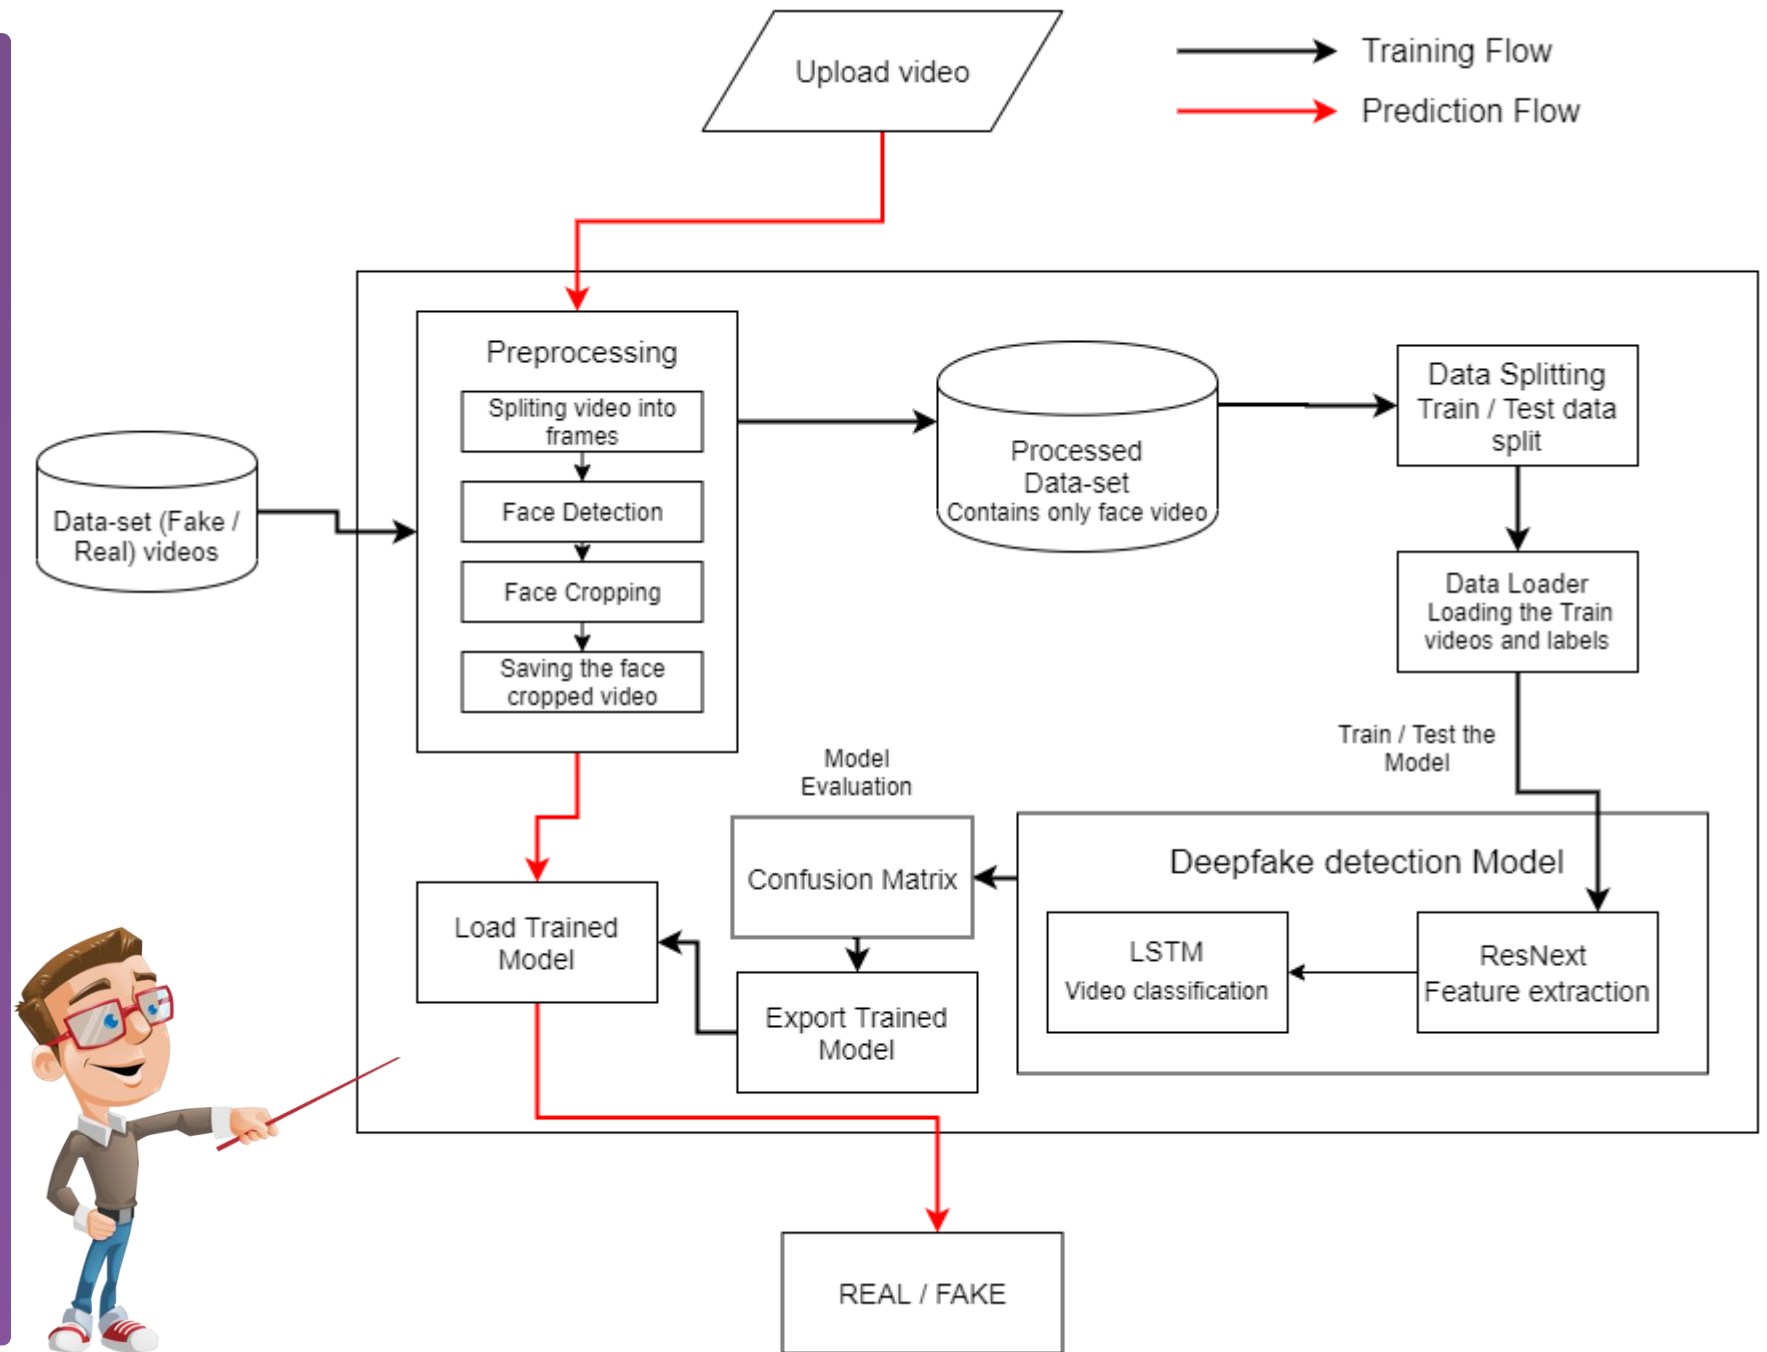 Upload video
Training Flow
Prediction Flow
Preprocessing
Spliting video into
frames
Face Detection
Face Cropping
Saving the face
cropped video
Data-set (Fake /
Real) videos
Processed
Data-set
Contains only face video
Data Splitting
Train / Test data
split
Data Loader
Loading the Train
videos and labels
Train / Test the
Model
Model
Evaluation
Confusion Matrix
Deepfake detection Model
LSTM
Video classification
ResNext
Feature extraction
Load Trained
Model
Export Trained
Model
REAL / FAKE